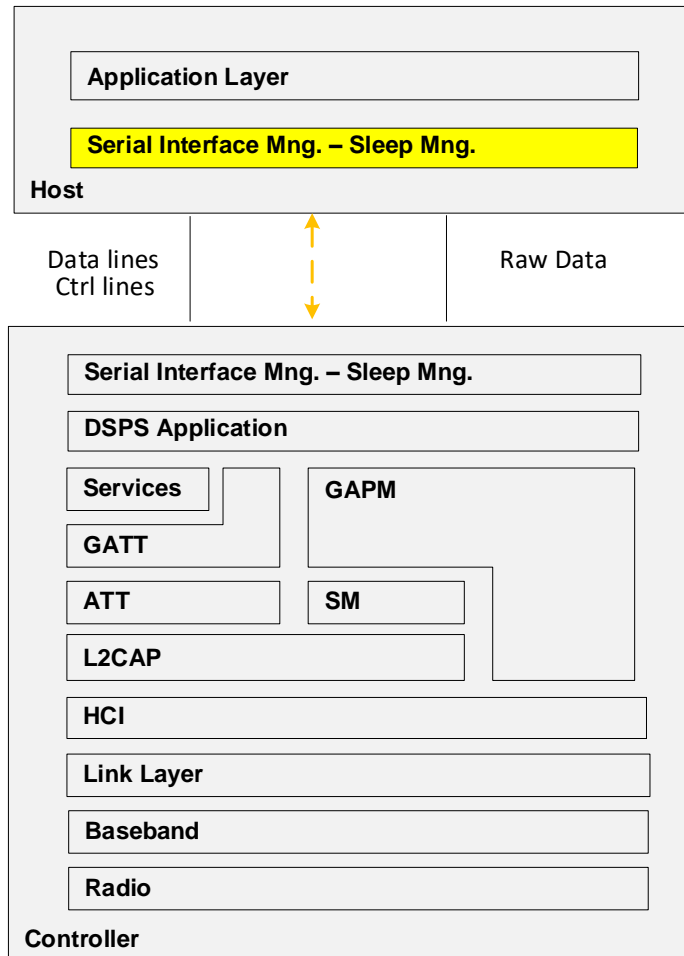 Application Layer
Serial Interface Mng. – Sleep Mng.
Host
Data lines
Ctrl lines
Raw Data
Serial Interface Mng. – Sleep Mng.
DSPS Application
Services
GAPM
GATT
ATT
SM
L2CAP
HCI
Link Layer
Baseband
Radio
Controller